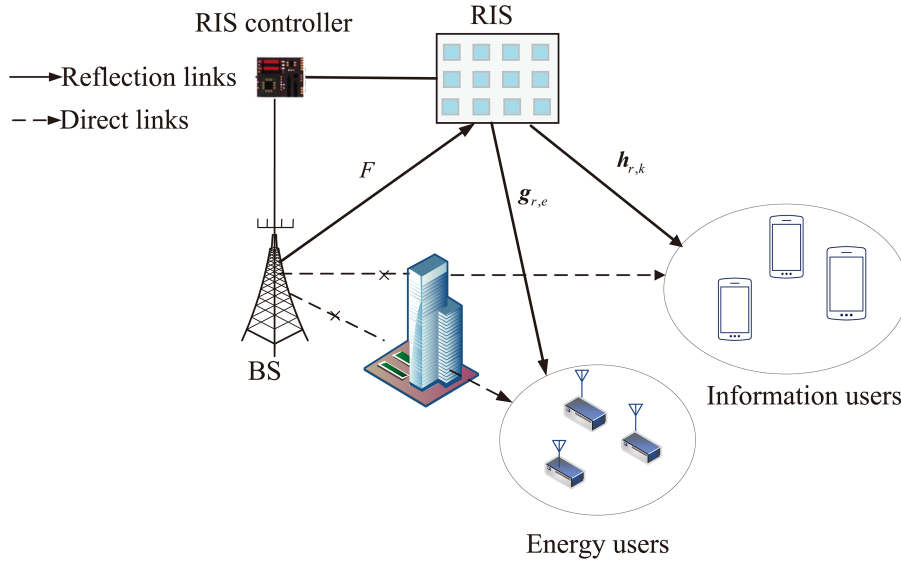 RIS
RIS controller
Reflection links
Direct links
F
h_{r,k}
g_{r,e}
BS
Information users
Energy users